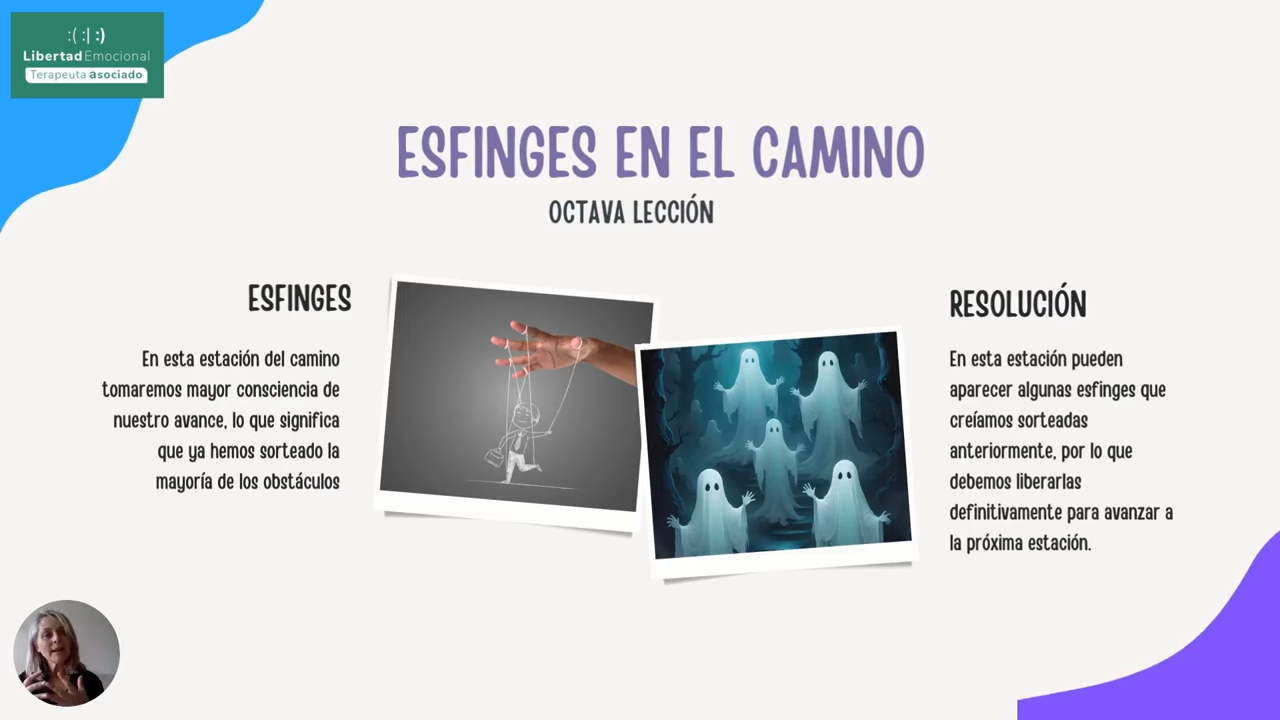 :( :| :)
LibertadEmocional
Terapeuta asociado
ESFINGES EN EL CAMINO
OCTAVA LECCIÓN
ESFINGES
En esta estación del camino
tomaremos mayor consciencia de
nuestro avance, lo que significa
que ya hemos sorteado la
mayoría de los obstáculos
RESOLUCIÓN
En esta estación pueden
aparecer algunas esfinges que
creíamos sorteadas
anteriormente, por lo que
debemos liberarlas
definitivamente para avanzar a
la próxima estación.